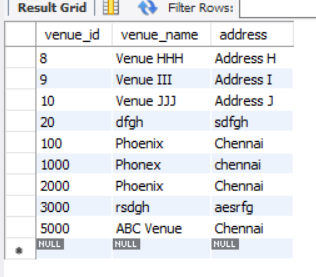 Result Grid Filter Rows:
venue_id venue_name address
8 Venue HHH Address H
9 Venue III Address I
10 Venue JJJ Address J
20 dfgh sdfgh
100 Phoenix Chennai
1000 Phonex chennai
2000 Phoenix Chennai
3000 rsdgh aesrfg
5000 ABC Venue Chennai
NULL NULL NULL